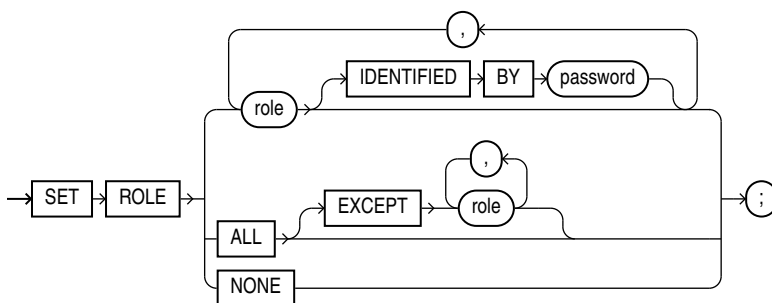 ,
IDENTIFIED BY password
role
,
SET ROLE EXCEPT role ;
ALL
NONE